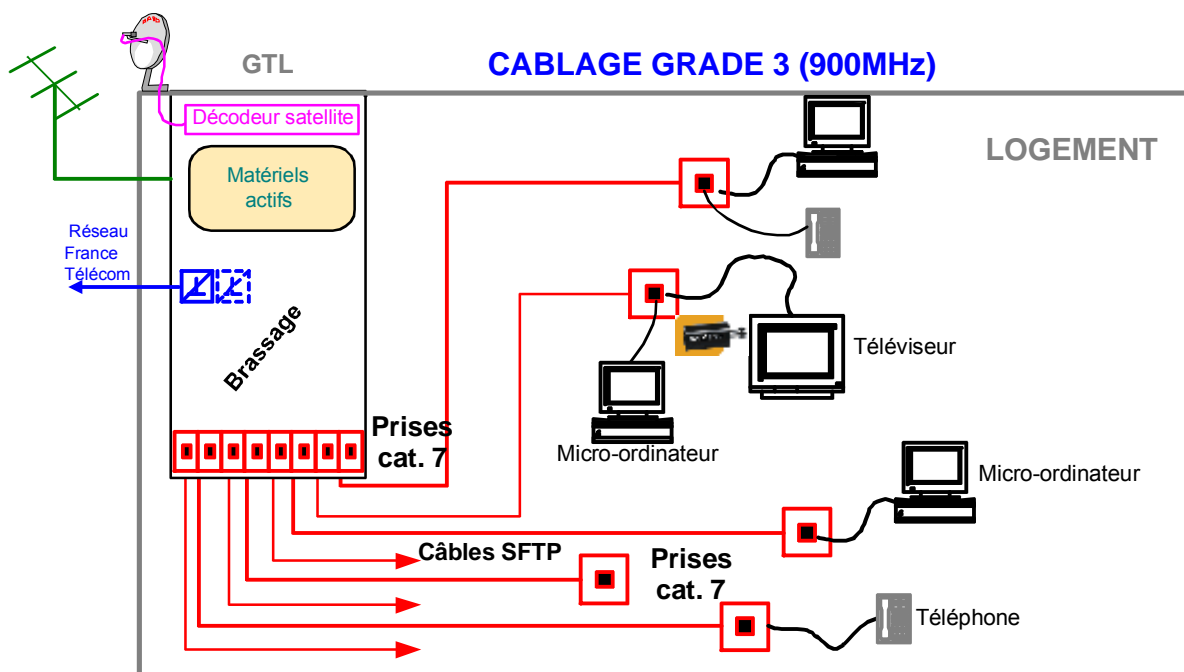 GTL
CABLAGE GRADE 3 (900MHz)
Décodeur satellite
LOGEMENT
Matériels
actifs
Réseau
France
Télécom
Brassage
Téléviseur
Prises
cat. 7
Micro-ordinateur
Micro-ordinateur
Câbles SFTP
Prises
cat. 7
Téléphone